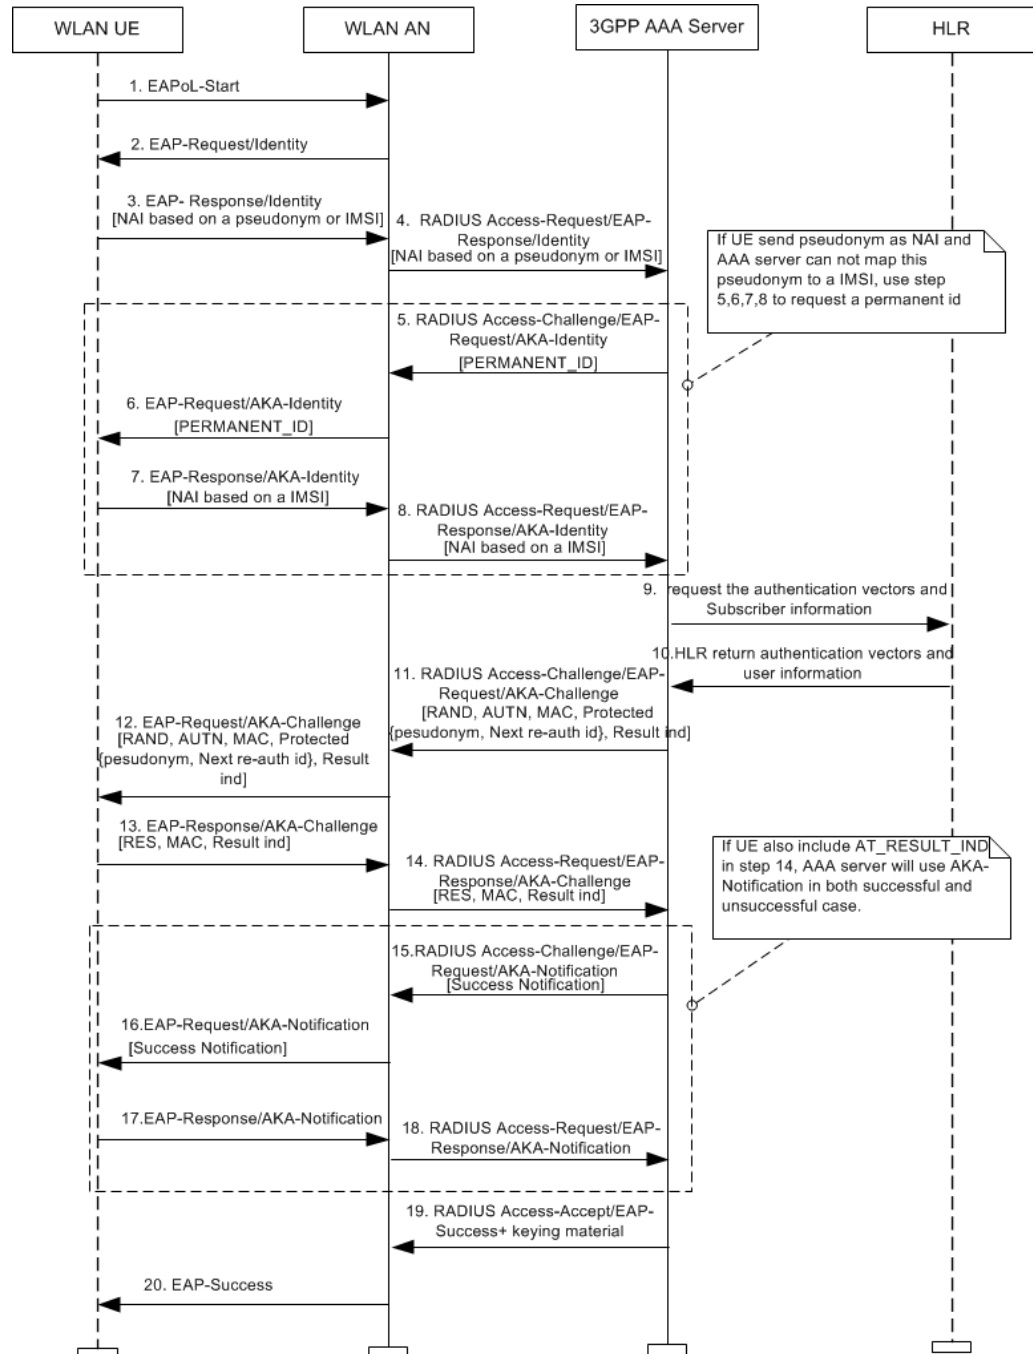 WLAN UE
WLAN AN
3GPP AAA Server
HLR
1. EAPoL-Start
2. EAP-Request/Identity
3. EAP- Response/Identity
[NAI based on a pseudonym or IMSI]
4. RADIUS Access-Request/EAP-
Response/Identity
[NAI based on a pseudonym or IMSI]
If UE send pseudonym as NAI and
AAA server can not map this
pseudonym to a IMSI, use step
5,6,7,8 to request a permanent id
5. RADIUS Access-Challenge/EAP-
Request/AKA-Identity
[PERMANENT_ID]
6. EAP-Request/AKA-Identity
[PERMANENT_ID]
7. EAP-Response/AKA-Identity
[NAI based on a IMSI]
8. RADIUS Access-Request/EAP-
Response/AKA-Identity
[NAI based on a IMSI]
9. request the authentication vectors and
Subscriber information
10.HLR return authentication vectors and
user information
11. RADIUS Access-Challenge/EAP-
Request/AKA-Challenge
[RAND, AUTN, MAC, Protected
{pesudonym, Next re-auth id}, Result ind]
12. EAP-Request/AKA-Challenge
[RAND, AUTN, MAC, Protected
{pesudonym, Next re-auth id}, Result
ind]
13. EAP-Response/AKA-Challenge
[RES, MAC, Result ind]
14. RADIUS Access-Request/EAP-
Response/AKA-Challenge
[RES, MAC, Result ind]
If UE also include AT_RESULT_IND
in step 14, AAA server will use AKA-
Notification in both successful and
unsuccessful case.
15.RADIUS Access-Challenge/EAP-
Request/AKA-Notification
[Success Notification]
16.EAP-Request/AKA-Notification
[Success Notification]
17.EAP-Response/AKA-Notification
18. RADIUS Access-Request/EAP-
Response/AKA-Notification
19. RADIUS Access-Accept/EAP-
Success+ keying material
20. EAP-Success